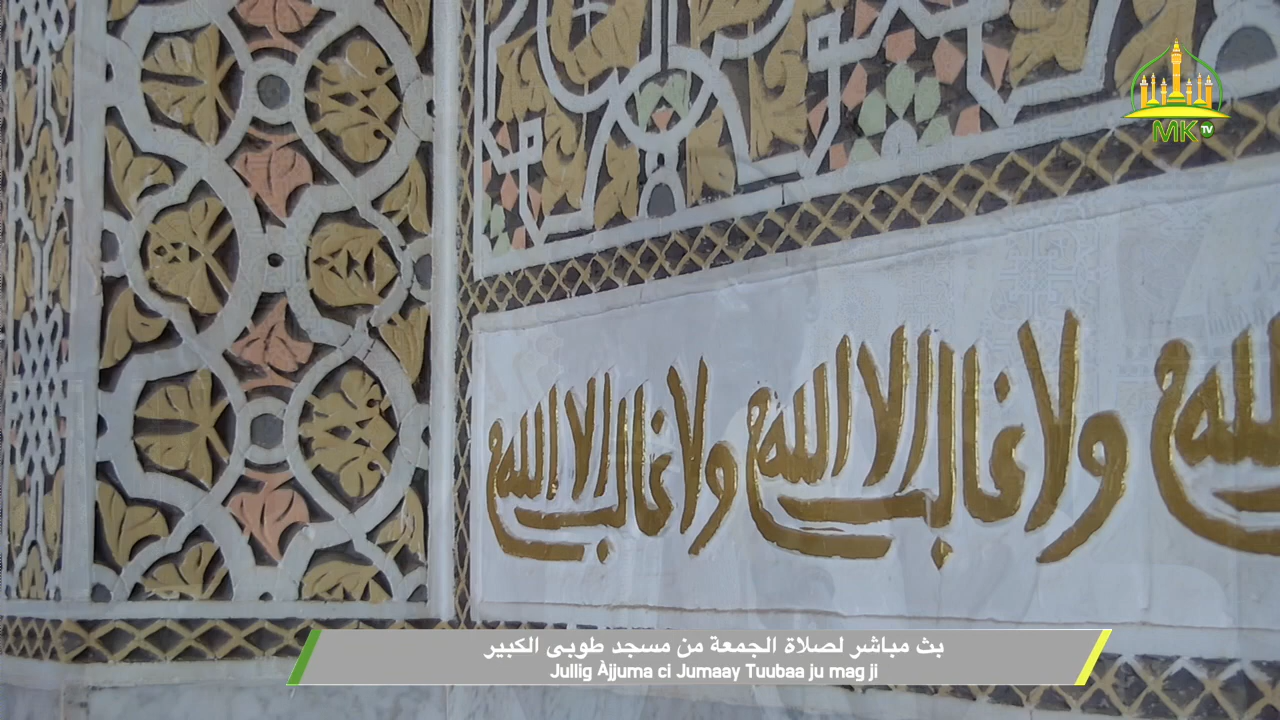 MK TV
ولا غالب الا الله ولا غالب الا الله
بث مباشر لصلاة الجمعة من مسجد طوبى الكبير
Jullig Àjjuma ci Jumaay Tuubaa ju mag ji